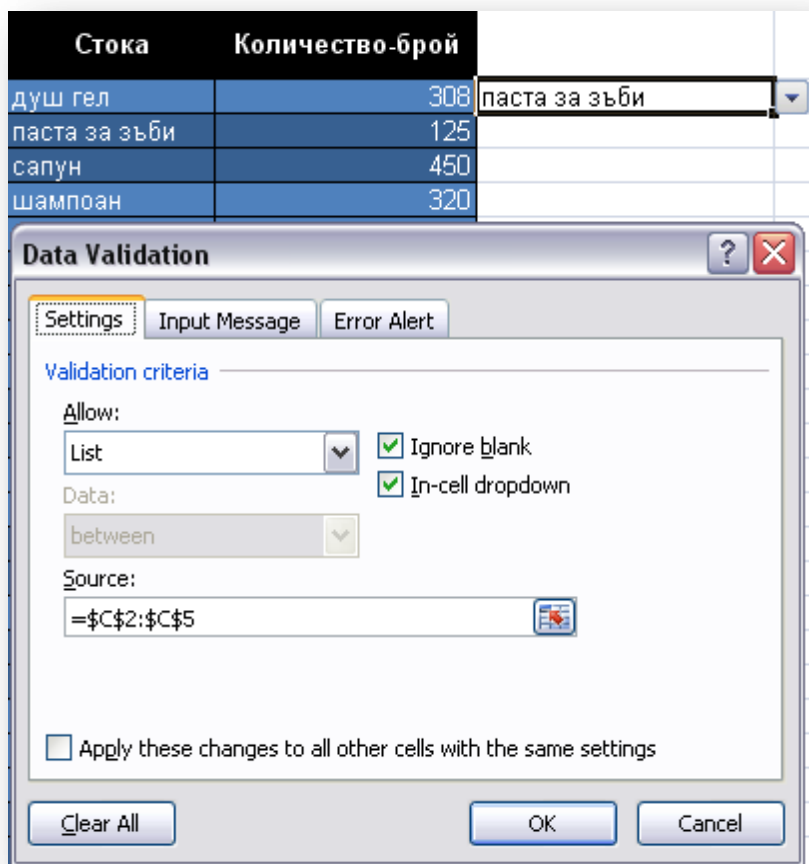 Стока Количество-брой
душ гел 308 паста за зъби
паста за зъби 125
сапун 450
шампоан 320
Data Validation
Settings Input Message Error Alert
Validation criteria
Allow:
List
Ignore blank
In-cell dropdown
Data:
between
Source:
=$C$2:$C$5
Apply these changes to all other cells with the same settings
Clear All OK Cancel